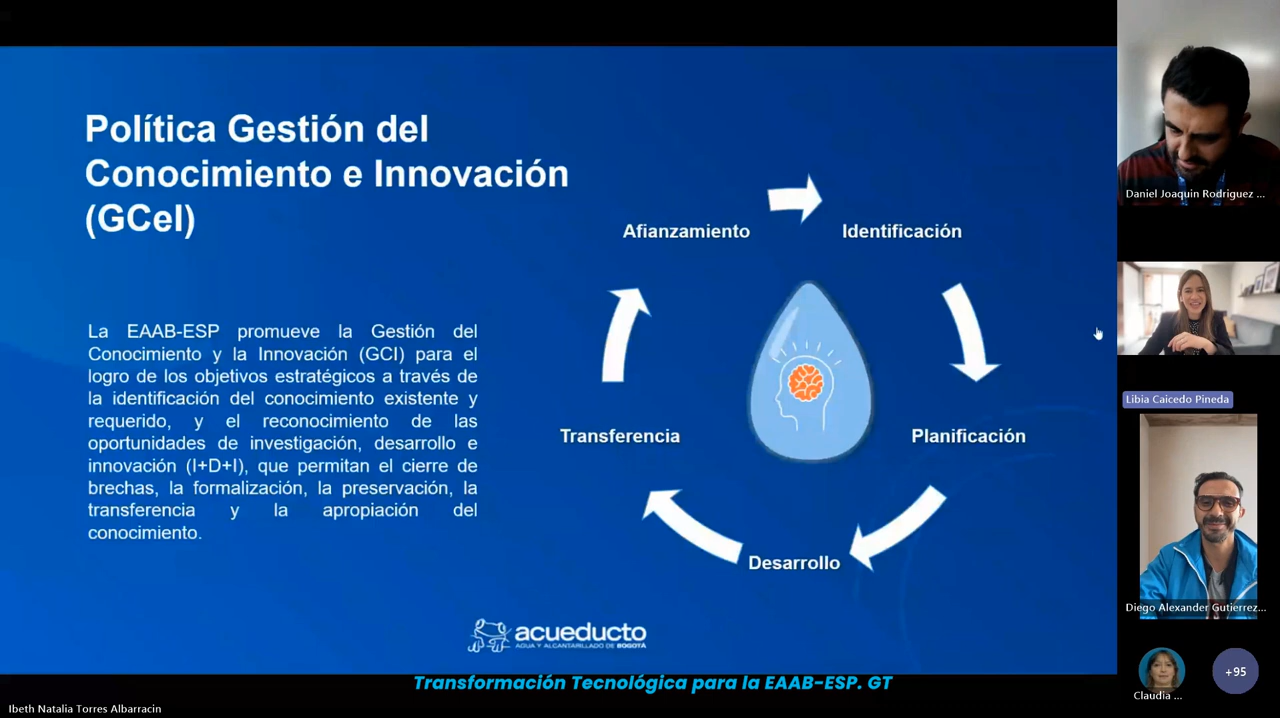 Política Gestión del
Conocimiento e Innovación
(GCeI)
La EAAB-ESP promueve la Gestión del
Conocimiento y la Innovación (GCI) para el
logro de los objetivos estratégicos a través de
la identificación del conocimiento existente y
requerido, y el reconocimiento de las
oportunidades de investigación, desarrollo e
innovación (I+D+I), que permitan el cierre de
brechas, la formalización, la preservación, la
transferencia y la apropiación del
conocimiento.
Afianzamiento
Identificación
Transferencia
Planificación
Desarrollo
acueducto
AGUA Y ALCANTARILLADO DE BOGOTÁ
Transformación Tecnológica para la EAAB-ESP. GT
Ibeth Natalia Torres Albarracin
Daniel Joaquin Rodriguez ...
Libia Caicedo Pineda
Diego Alexander Gutierrez...
Claudia ...
+95